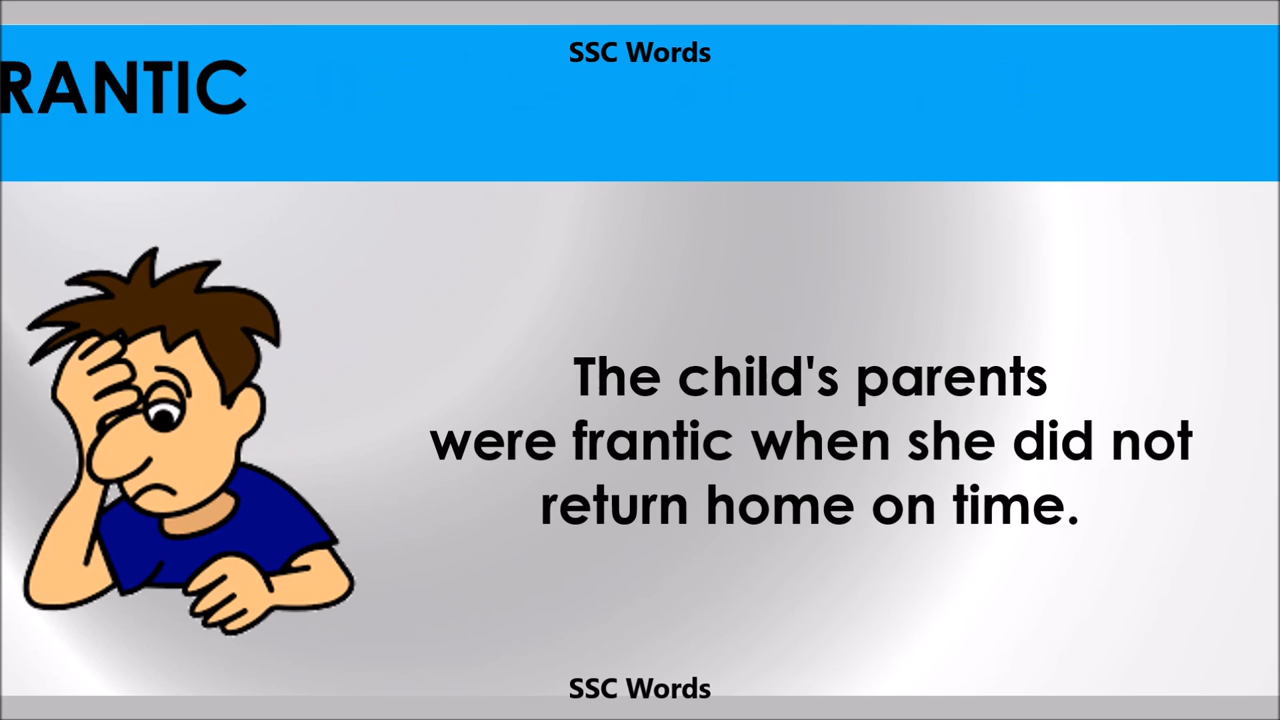 SSC Words
RANTIC
The child's parents
were frantic when she did not
return home on time.
SSC Words